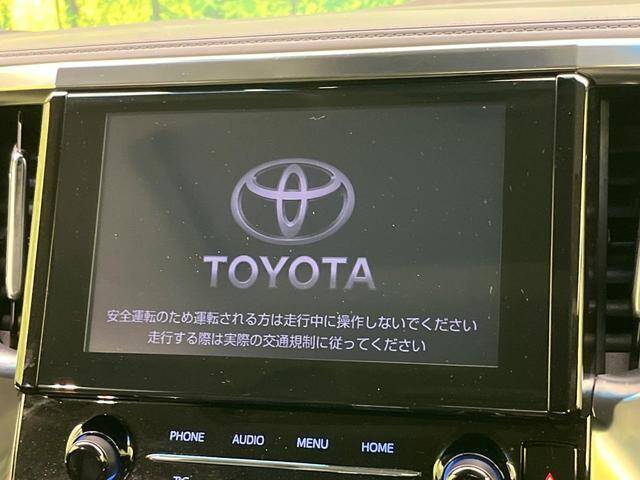 TOYOTA
安全運転のため運転される方は走行中に操作しないでください
走行する際は実際の交通規制に従ってください
PHONE AUDIO MENU HOME